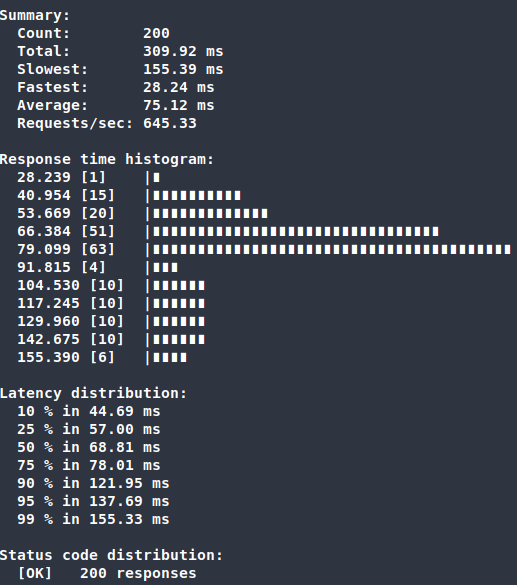 Summary:
  Count:        200
  Total:        309.92 ms
  Slowest:      155.39 ms
  Fastest:      28.24 ms
  Average:      75.12 ms
  Requests/sec: 645.33

Response time histogram:
  28.239 [1]    |∎
  40.954 [15]   |∎∎∎∎∎∎∎∎∎∎
  53.669 [20]   |∎∎∎∎∎∎∎∎∎∎∎∎∎
  66.384 [51]   |∎∎∎∎∎∎∎∎∎∎∎∎∎∎∎∎∎∎∎∎∎∎∎∎∎∎∎∎∎∎∎∎
  79.099 [63]   |∎∎∎∎∎∎∎∎∎∎∎∎∎∎∎∎∎∎∎∎∎∎∎∎∎∎∎∎∎∎∎∎∎∎∎∎∎∎∎∎
  91.815 [4]    |∎∎∎
  104.530 [10]  |∎∎∎∎∎∎
  117.245 [10]  |∎∎∎∎∎∎
  129.960 [10]  |∎∎∎∎∎∎
  142.675 [10]  |∎∎∎∎∎∎
  155.390 [6]   |∎∎∎∎

Latency distribution:
  10 % in 44.69 ms
  25 % in 57.00 ms
  50 % in 68.81 ms
  75 % in 78.01 ms
  90 % in 121.95 ms
  95 % in 137.69 ms
  99 % in 155.33 ms

Status code distribution:
  [OK]   200 responses